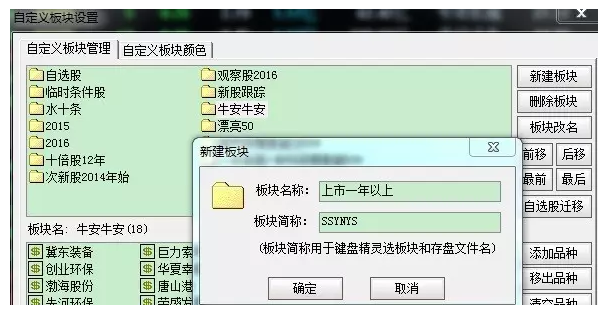 自定义板块设置
自定义板块管理 自定义板块颜色
自选股 观察股2016 新建板块
临时条件股 新股跟踪 删除板块
水十条 牛安牛安 板块改名
2015 漂亮50
2016 前移 后移
十倍股12年 最前 最后
次新股2014年始 自选股迁移
新建板块
板块名称: 上市一年以上
板块简称: SSYNYS
(板块简称用于键盘精灵选板块和存盘文件名)
确定 取消
板块名: 牛安牛安(18)
冀东装备 巨力索 添加品种
创业环保 华夏幸 移出品种
渤海股份 唐山港 清空品种
先河环保 荣盛发